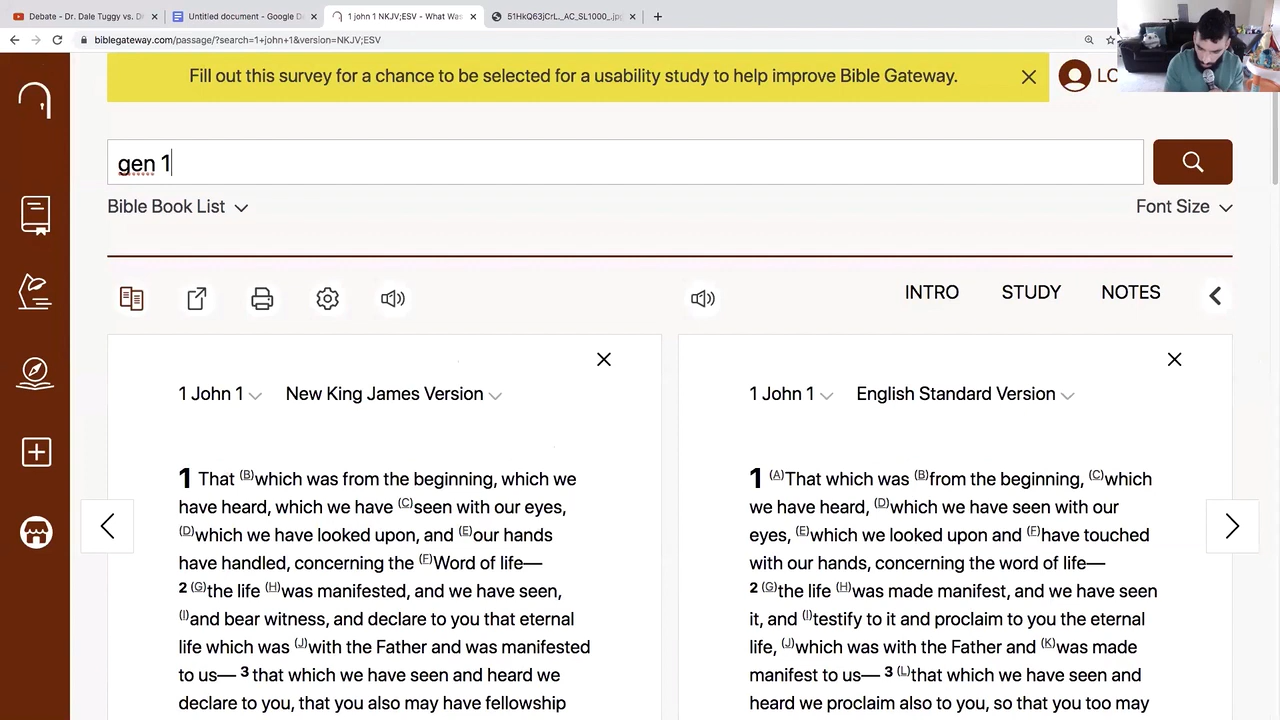 Debate - Dr. Dale Tuggy vs. D
Untitled document - Google D
1 john 1 NKJV;ESV - What Was
51HkQ63jCrL._AC_SL1000_.jpg
biblegateway.com/passage/?search=1+john+1&version=NKJV;ESV
Fill out this survey for a chance to be selected for a usability study to help improve Bible Gateway.
LO
gen 1
Bible Book List
Font Size
INTRO STUDY NOTES
1 John 1 New King James Version
1 That (B)which was from the beginning, which we
have heard, which we have (C)seen with our eyes,
(D)which we have looked upon, and (E)our hands
have handled, concerning the (F)Word of life—
2 (G)the life (H)was manifested, and we have seen,
(I)and bear witness, and declare to you that eternal
life which was (J)with the Father and was manifested
to us— 3 that which we have seen and heard we
declare to you, that you also may have fellowship
1 John 1 English Standard Version
1 (A)That which was (B)from the beginning, (C)which
we have heard, (D)which we have seen with our
eyes, (E)which we looked upon and (F)have touched
with our hands, concerning the word of life—
2 (G)the life (H)was made manifest, and we have seen
it, and (I)testify to it and proclaim to you the eternal
life, (J)which was with the Father and (K)was made
manifest to us— 3 (L)that which we have seen and
heard we proclaim also to you, so that you too may